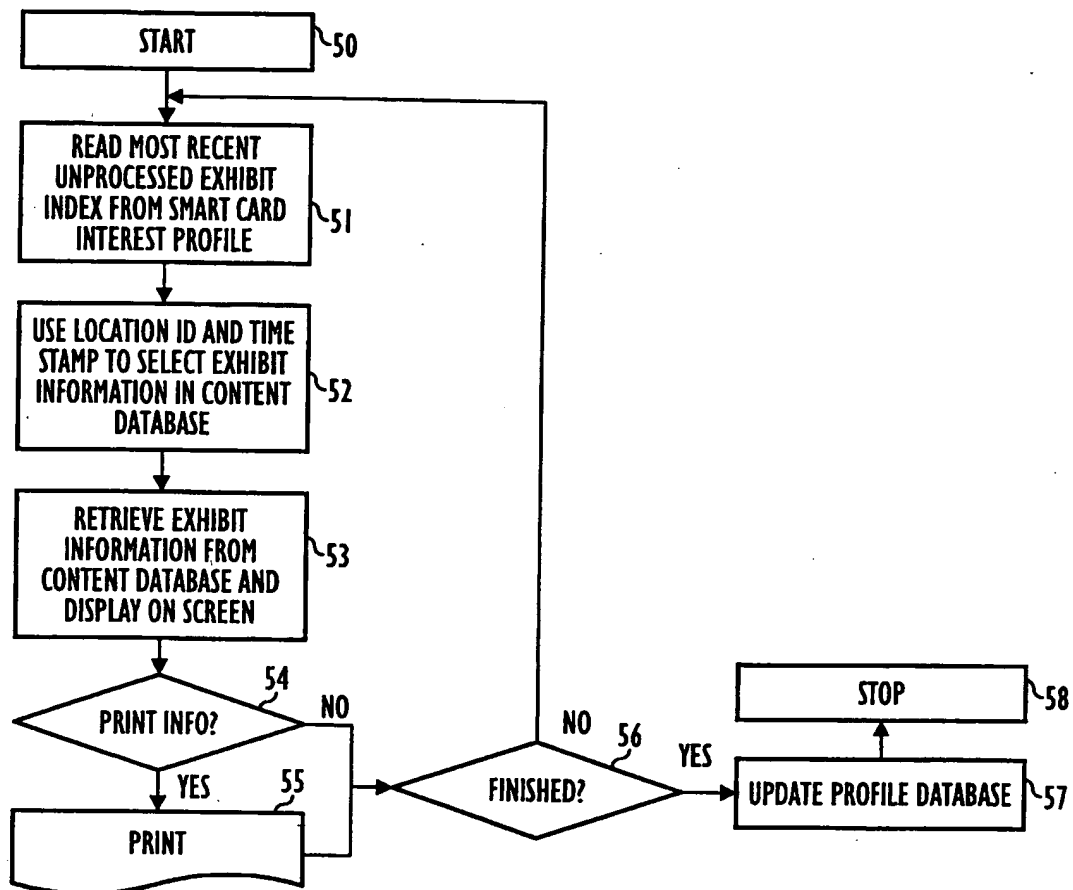 START
50
READ MOST RECENT
UNPROCESSED EXHIBIT
INDEX FROM SMART CARD
INTEREST PROFILE
51
USE LOCATION ID AND TIME
STAMP TO SELECT EXHIBIT
INFORMATION IN CONTENT
DATABASE
52
RETRIEVE EXHIBIT
INFORMATION FROM
CONTENT DATABASE AND
DISPLAY ON SCREEN
53
PRINT INFO?
54
NO
YES
PRINT
55
FINISHED?
56
NO
YES
UPDATE PROFILE DATABASE
57
STOP
58